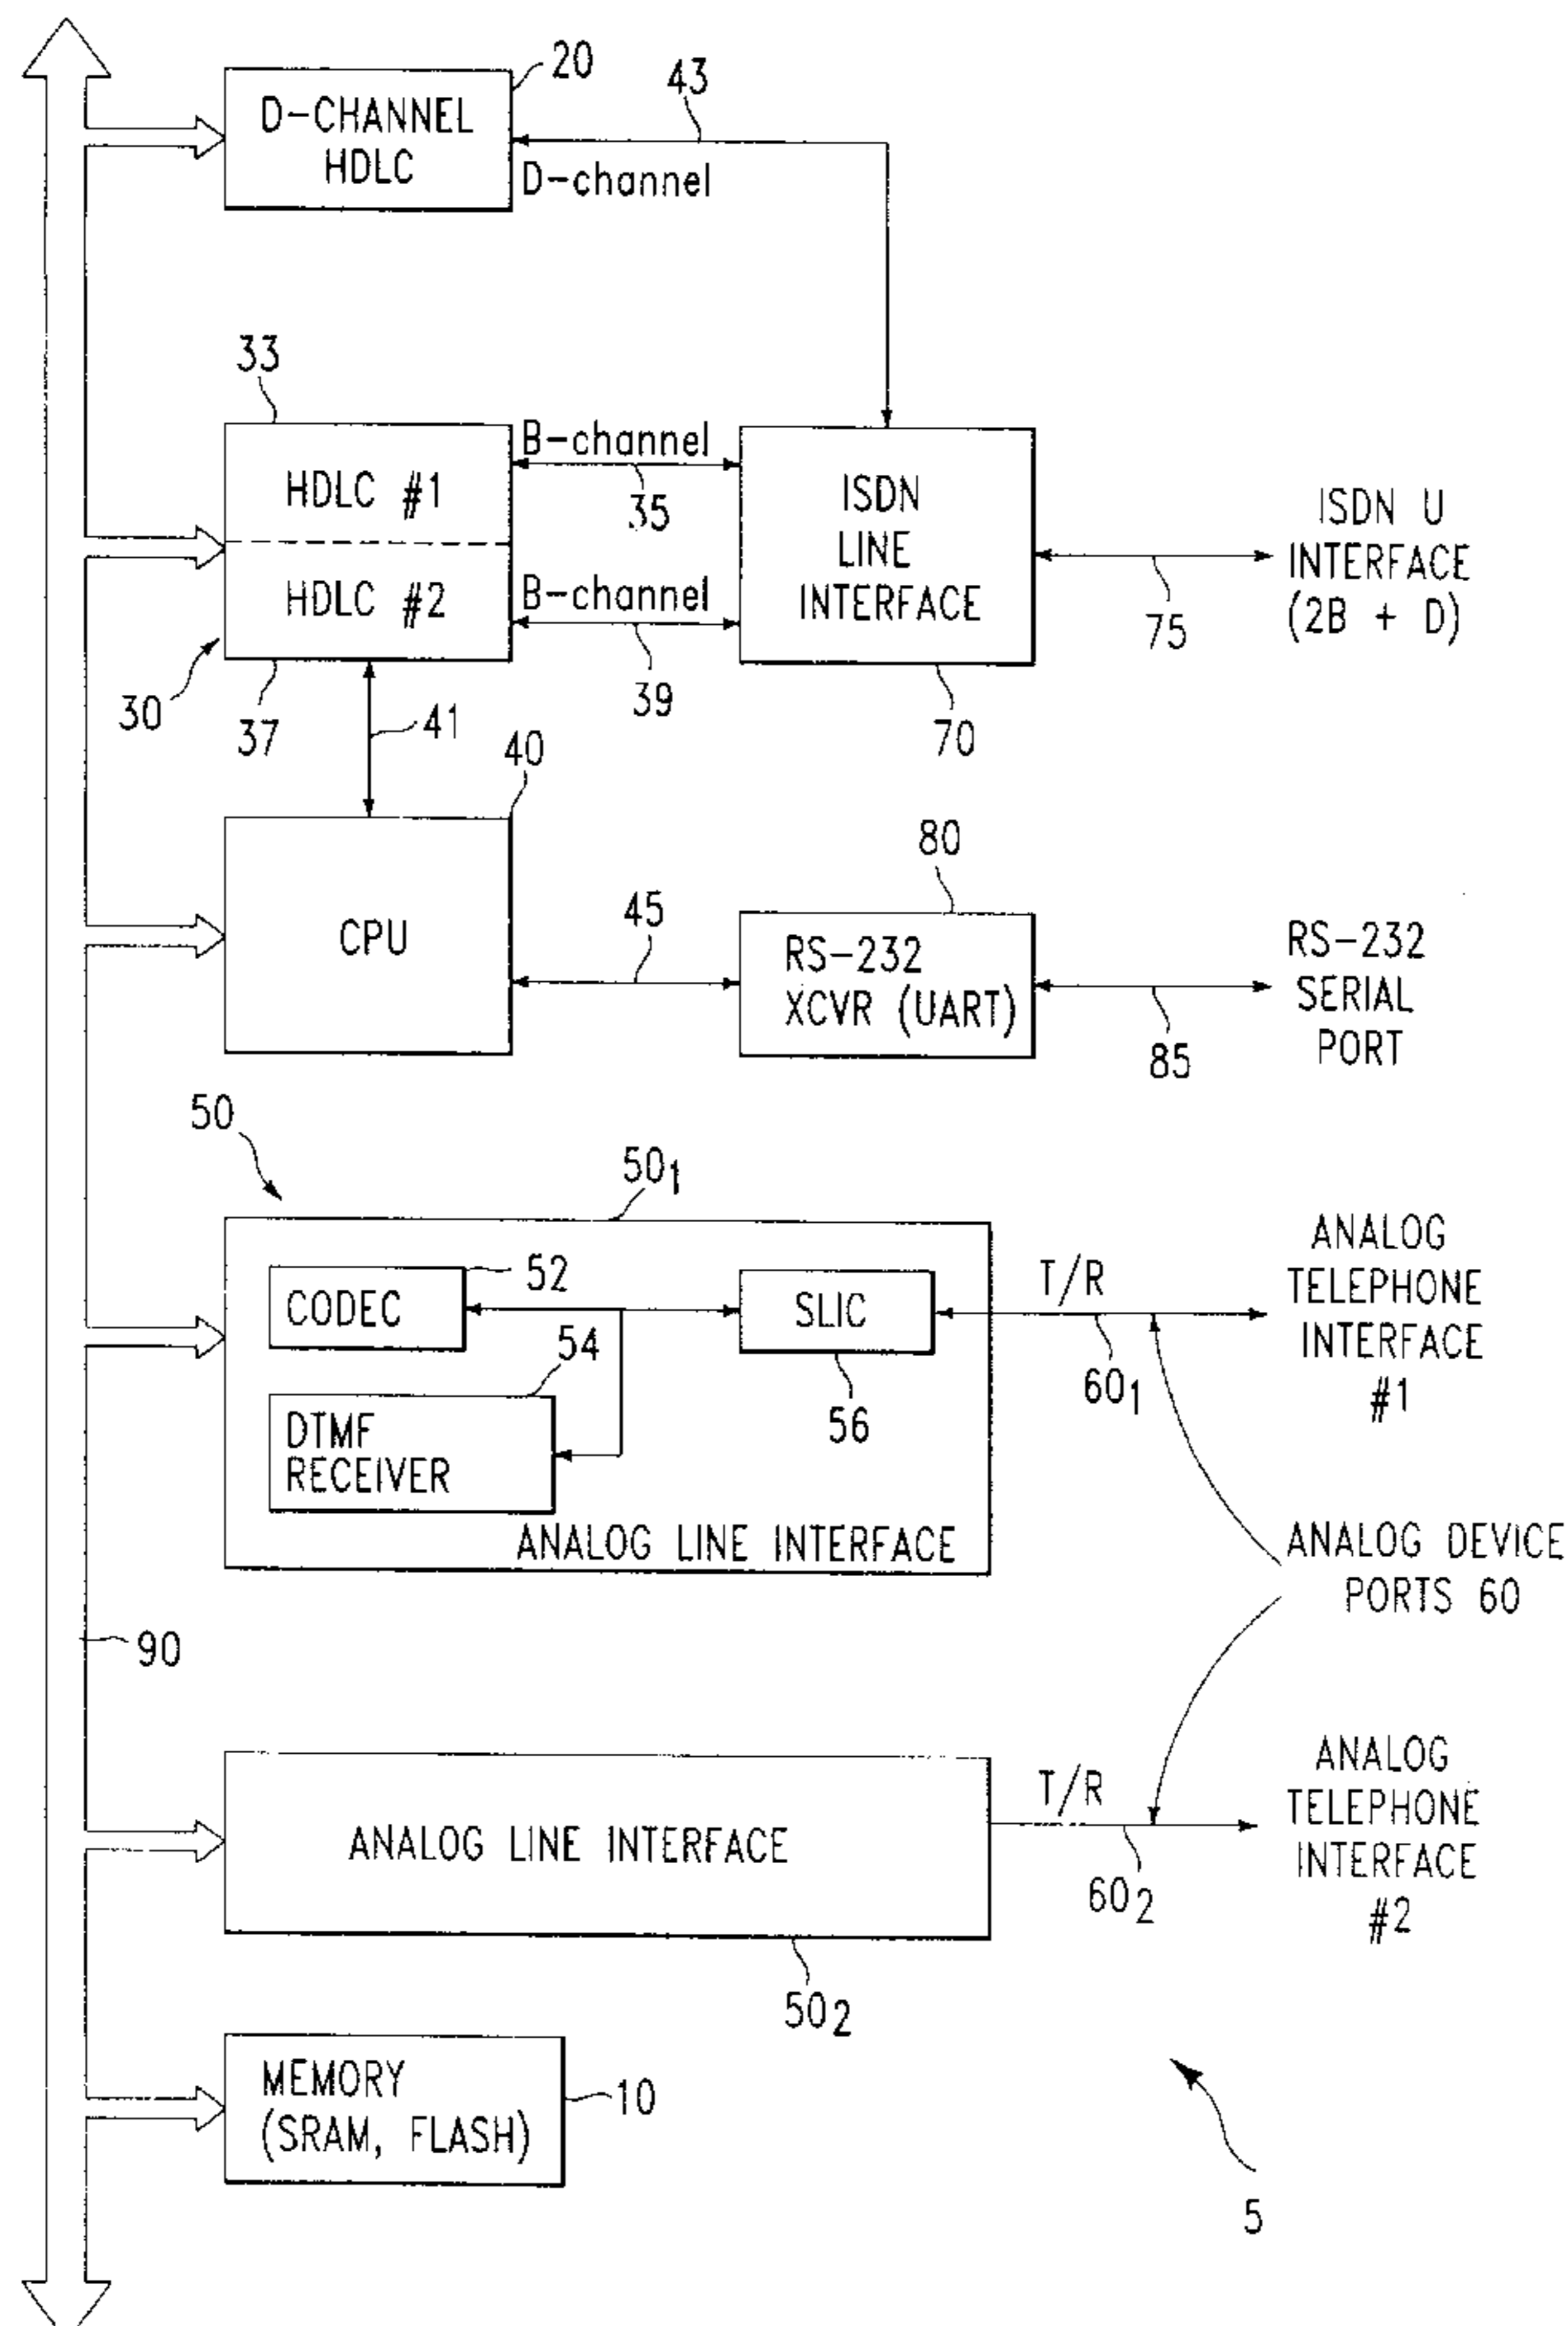 20
43
D-CHANNEL
HDLC
D-channel
33
HDLC #1
HDLC #2
B-channel
35
B-channel
39
ISDN
LINE
INTERFACE
70
75
ISDN U
INTERFACE
(2B + D)
30
37
41
40
CPU
45
80
RS-232
XCVR (UART)
85
RS-232
SERIAL
PORT
50
50₁
52
CODEC
54
DTMF
RECEIVER
SLIC
56
ANALOG LINE INTERFACE
T/R
60₁
ANALOG
TELEPHONE
INTERFACE
#1
ANALOG DEVICE
PORTS 60
90
ANALOG LINE INTERFACE
50₂
T/R
60₂
ANALOG
TELEPHONE
INTERFACE
#2
MEMORY
(SRAM, FLASH)
10
5